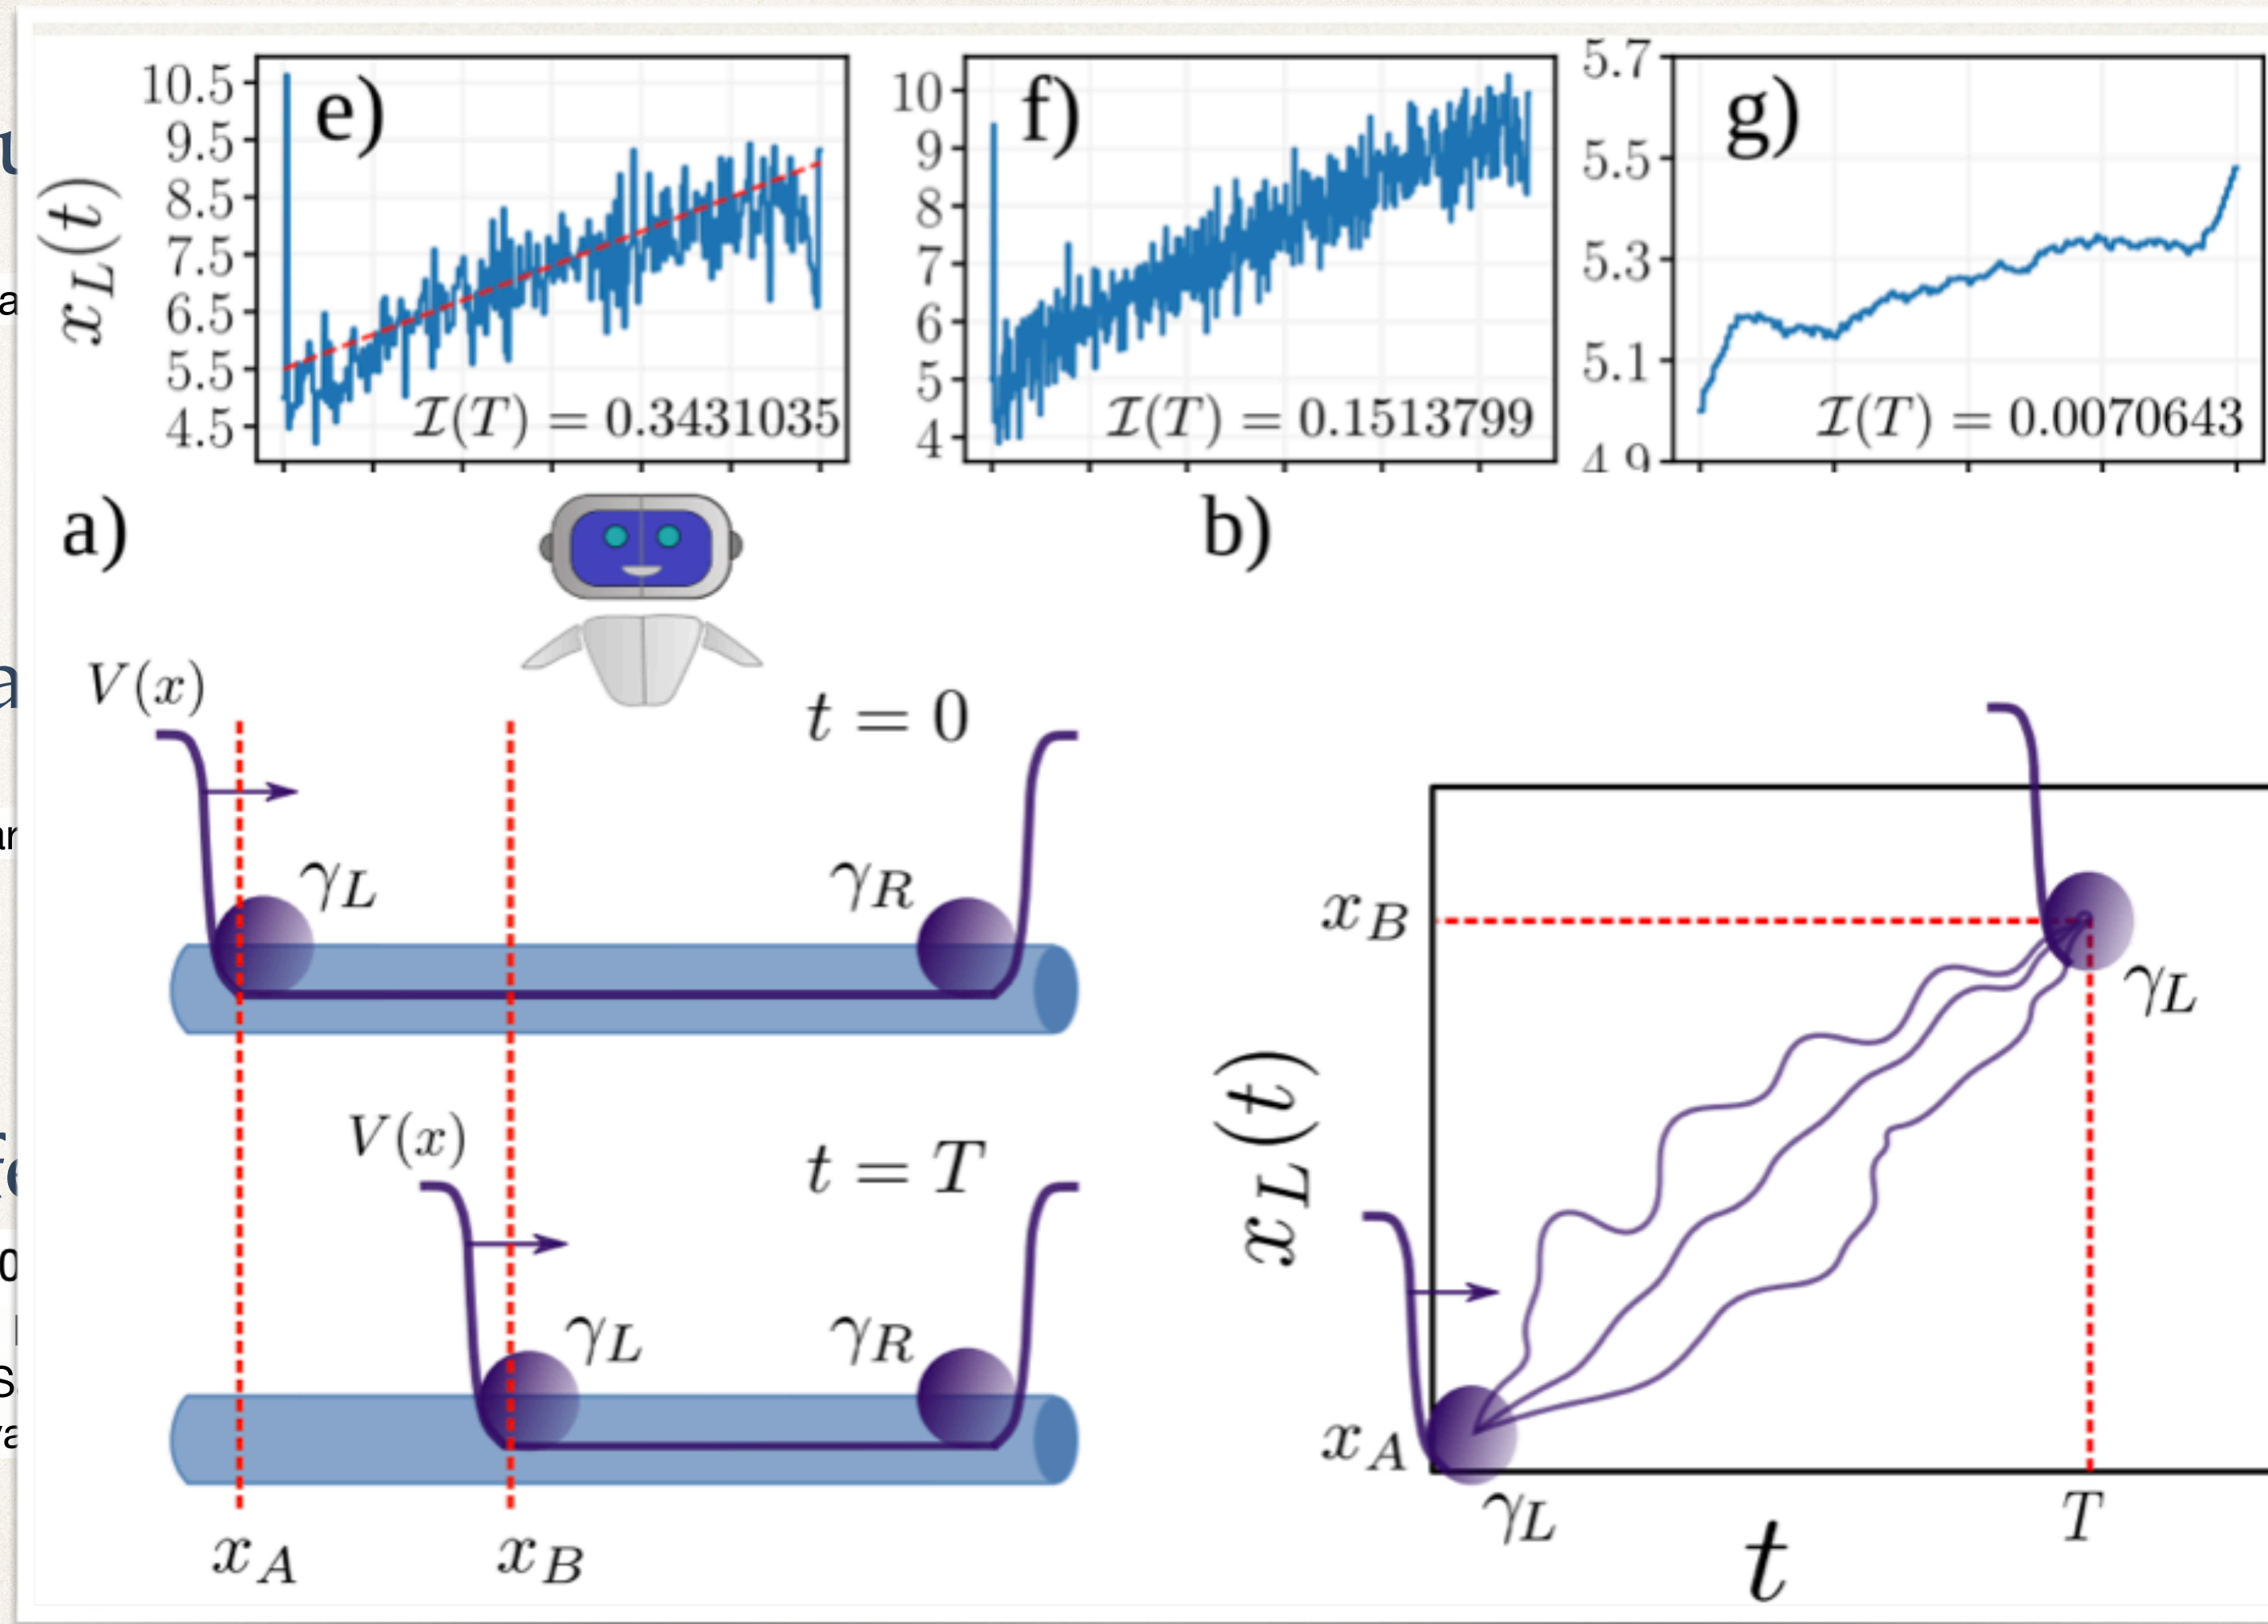 10.5
9.5
8.5
7.5
6.5
5.5
4.5
x_L(t)
e)
𝓘(T) = 0.3431035
10
9
8
7
6
5
4
f)
𝓘(T) = 0.1513799
5.7
5.5
5.3
5.1
4.9
g)
𝓘(T) = 0.0070643
a)
V(x)
t = 0
γ_L
γ_R
V(x)
t = T
γ_L
γ_R
x_A
x_B
b)
x_L(t)
x_B
x_A
γ_L
γ_L
T
t